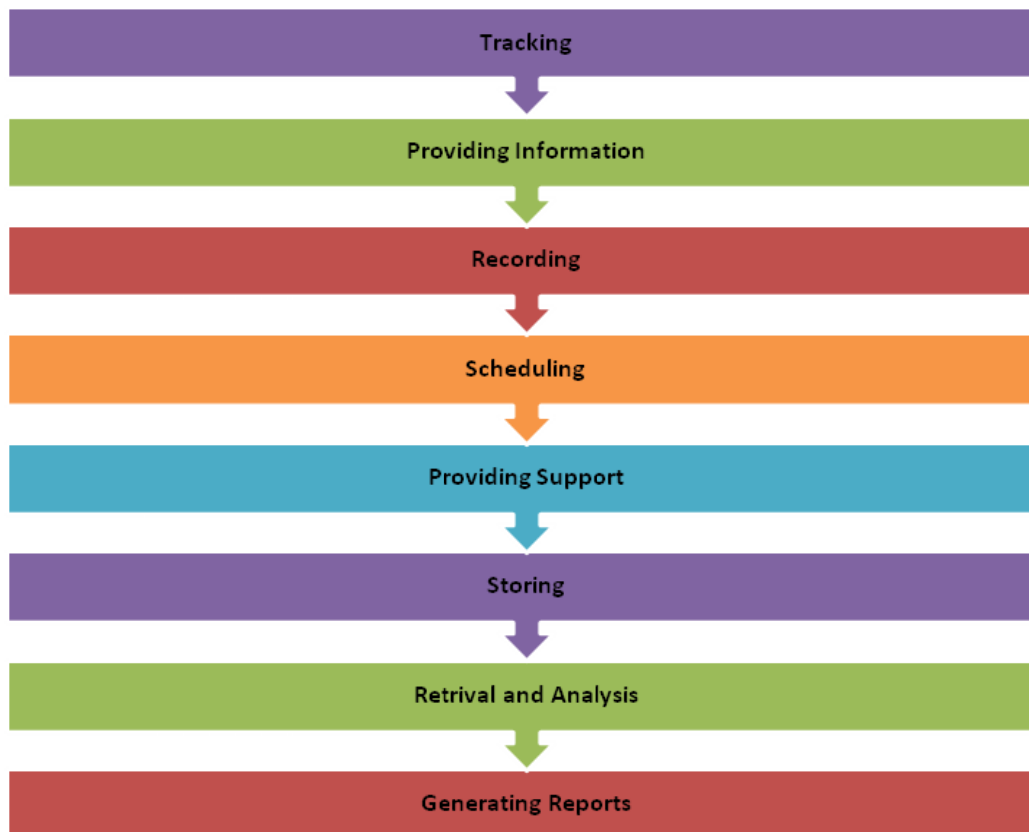 Tracking
Providing Information
Recording
Scheduling
Providing Support
Storing
Retrival and Analysis
Generating Reports